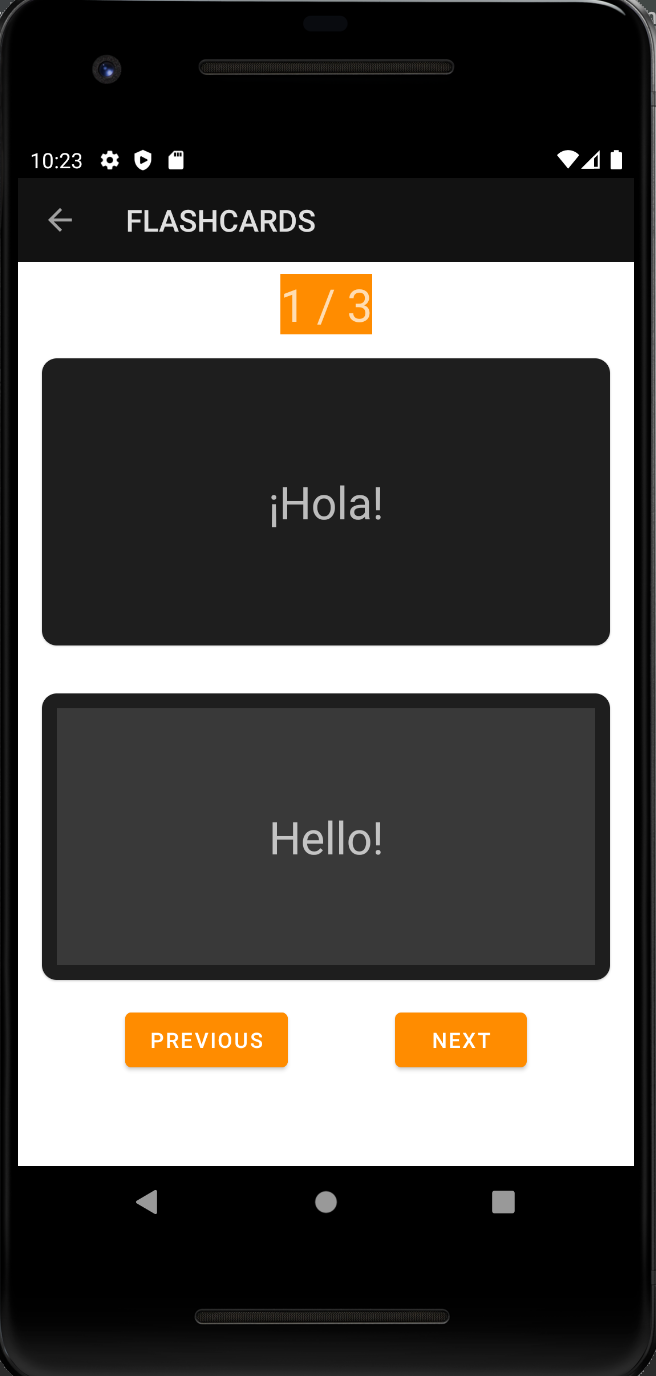 10:23
FLASHCARDS
1 / 3
¡Hola!
Hello!
PREVIOUS
NEXT